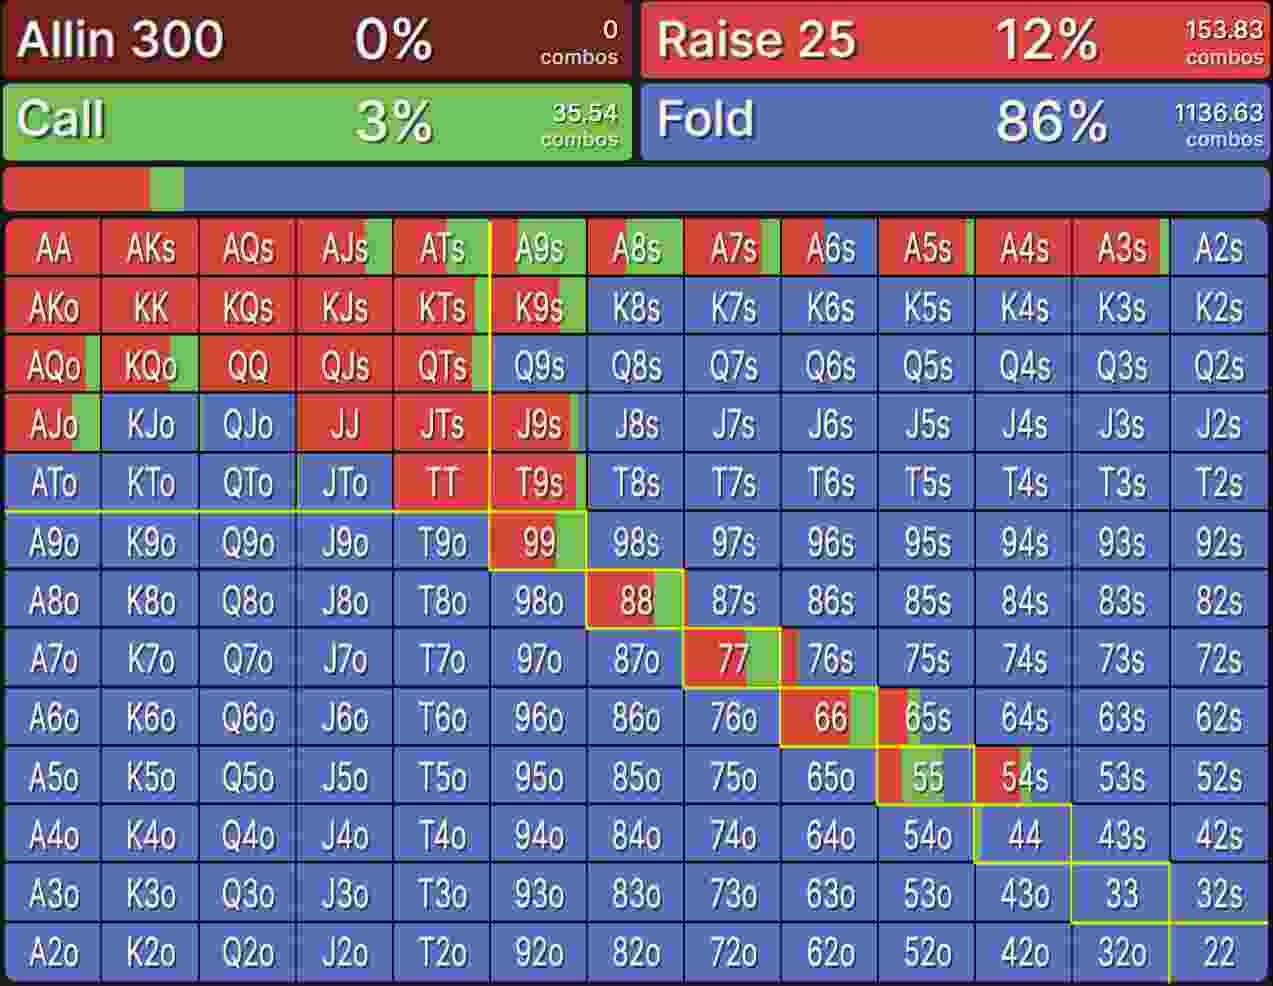 Allin 300 0% 0 combos Raise 25 12% 153.83 combos
Call 3% 35.54 combos Fold 86% 1136.63 combos
AA AKs AQs AJs ATs A9s A8s A7s A6s A5s A4s A3s A2s
AKo KK KQs KJs KTs K9s K8s K7s K6s K5s K4s K3s K2s
AQo KQo QQ QJs QTs Q9s Q8s Q7s Q6s Q5s Q4s Q3s Q2s
AJo KJo QJo JJ JTs J9s J8s J7s J6s J5s J4s J3s J2s
ATo KTo QTo JTo TT T9s T8s T7s T6s T5s T4s T3s T2s
A9o K9o Q9o J9o T9o 99 98s 97s 96s 95s 94s 93s 92s
A8o K8o Q8o J8o T8o 98o 88 87s 86s 85s 84s 83s 82s
A7o K7o Q7o J7o T7o 97o 87o 77 76s 75s 74s 73s 72s
A6o K6o Q6o J6o T6o 96o 86o 76o 66 65s 64s 63s 62s
A5o K5o Q5o J5o T5o 95o 85o 75o 65o 55 54s 53s 52s
A4o K4o Q4o J4o T4o 94o 84o 74o 64o 54o 44 43s 42s
A3o K3o Q3o J3o T3o 93o 83o 73o 63o 53o 43o 33 32s
A2o K2o Q2o J2o T2o 92o 82o 72o 62o 52o 42o 32o 22